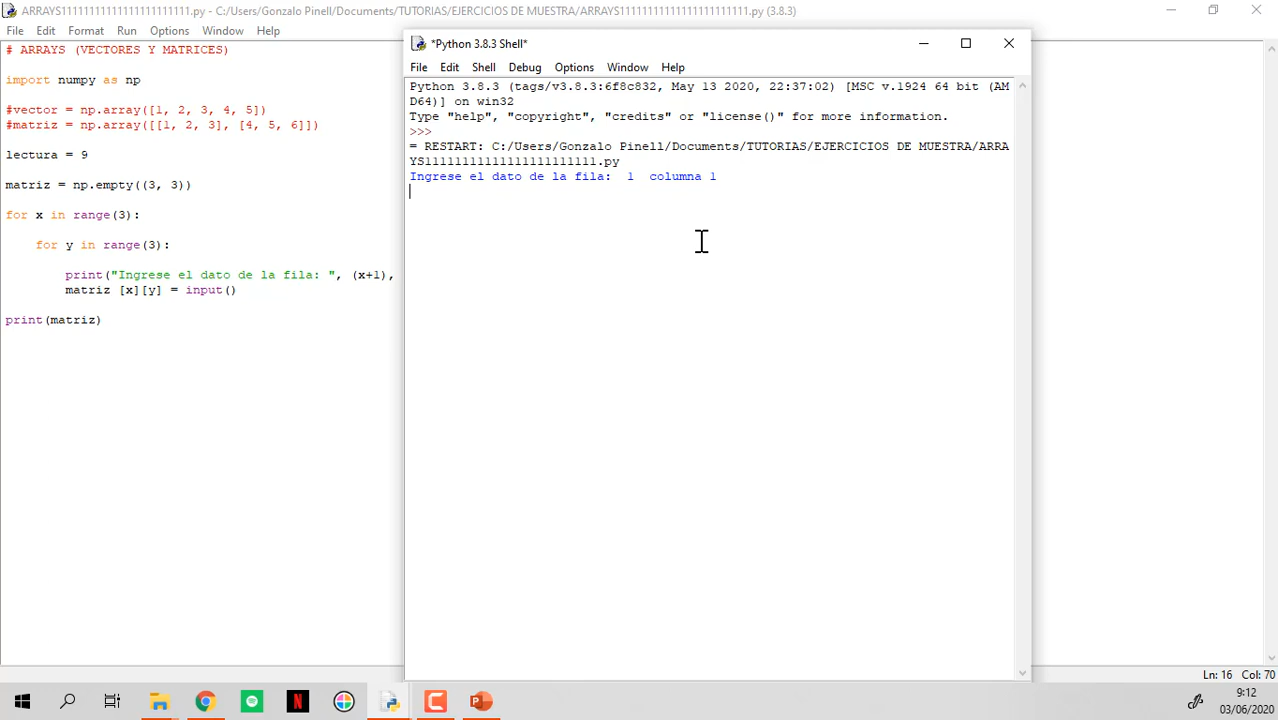 ARRAYS1111111111111111111111111.py - C:/Users/Gonzalo Pinell/Documents/TUTORIAS/EJERCICIOS DE MUESTRA/ARRAYS1111111111111111111111111.py (3.8.3)
File Edit Format Run Options Window Help
# ARRAYS (VECTORES Y MATRICES)
import numpy as np
#vector = np.array([1, 2, 3, 4, 5])
#matriz = np.array([[1, 2, 3], [4, 5, 6]])
lectura = 9
matriz = np.empty((3, 3))
for x in range(3):
for y in range(3):
print("Ingrese el dato de la fila: ", (x+1),
matriz [x][y] = input()
print(matriz)
*Python 3.8.3 Shell*
File Edit Shell Debug Options Window Help
Python 3.8.3 (tags/v3.8.3:6f8c832, May 13 2020, 22:37:02) [MSC v.1924 64 bit (AM
D64)] on win32
Type "help", "copyright", "credits" or "license()" for more information.
>>>
= RESTART: C:/Users/Gonzalo Pinell/Documents/TUTORIAS/EJERCICIOS DE MUESTRA/ARRA
YS1111111111111111111111111.py
Ingrese el dato de la fila:  1  columna 1
Ln: 16 Col: 70
9:12
03/06/2020